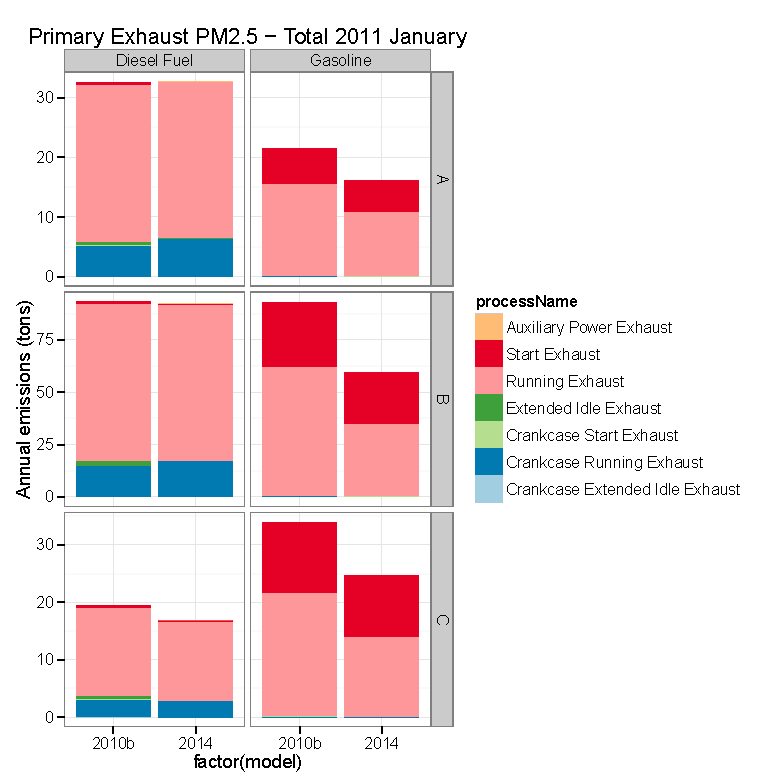 Primary Exhaust PM2.5 − Total 2011 January
Diesel Fuel
Gasoline
30
20
10
0
A
75
50
25
0
B
30
20
10
0
C
Annual emissions (tons)
2010b
2014
2010b
2014
factor(model)
processName
Auxiliary Power Exhaust
Start Exhaust
Running Exhaust
Extended Idle Exhaust
Crankcase Start Exhaust
Crankcase Running Exhaust
Crankcase Extended Idle Exhaust